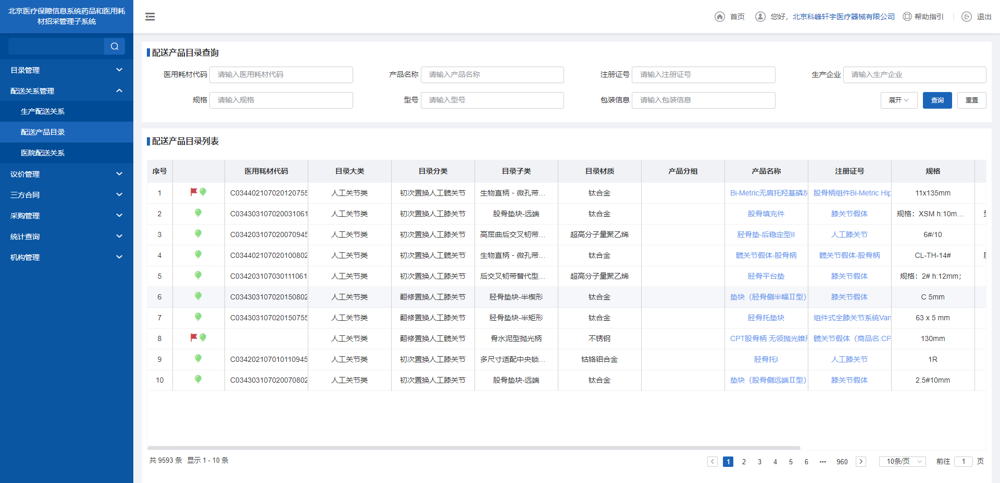 北京医疗保障信息系统药品和医用耗
材招采管理子系统
首页 您好，北京科峰轩宇医疗器械有限公司 帮助指引 退出
目录管理
配送关系管理
生产配送关系
配送产品目录
医院配送关系
议价管理
三方合同
采购管理
统计查询
机构管理
配送产品目录查询
医用耗材代码 请输入医用耗材代码 产品名称 请输入产品名称 注册证号 请输入注册证号 生产企业 请输入生产企业
规格 请输入规格 型号 请输入型号 包装信息 请输入包装信息 展开 查询 重置
配送产品目录列表
序号 医用耗材代码 目录大类 目录分类 目录子类 目录材质 产品分组 产品名称 注册证号 规格
1 C034402107020120755 人工关节类 初次置换人工髋关节 生物直柄 - 微孔带... 钛合金 Bi-Metric无肩托羟基磷灰 股骨柄组件Bi-Metric Hip 11x135mm
2 C034303107020031061 人工关节类 初次置换人工膝关节 股骨垫块-远端 钛合金 股骨填充件 膝关节假体 规格：XSM h:10m...
3 C034203107020070945 人工关节类 初次置换人工膝关节 高屈曲后交叉韧带... 超高分子量聚乙烯 胫骨垫-后稳定型II 人工膝关节 6#/10
4 C034402107020100802 人工关节类 初次置换人工髋关节 生物直柄 - 微孔带... 钛合金 髋关节假体-股骨柄 髋关节假体-股骨柄 CL-TH-14#
5 C034203107030111061 人工关节类 初次置换人工膝关节 后交叉韧带替代型... 超高分子量聚乙烯 胫骨平台垫 膝关节假体 规格：2# h:12mm；
6 C034303107020150802 人工关节类 翻修置换人工膝关节 胫骨垫块-半楔形 钛合金 垫块（胫骨侧半幅Ⅱ型） 膝关节假体 C 5mm
7 C034303107020150755 人工关节类 翻修置换人工膝关节 胫骨垫块-半矩形 钛合金 胫骨托垫块 组件式全膝关节系统Van 63 x 5 mm
8 人工关节类 翻修置换人工髋关节 骨水泥型抛光柄 不锈钢 CPT股骨柄 无领抛光锥形 髋关节假体（商品名:CP 130mm
9 C034202107010110945 人工关节类 初次置换人工膝关节 多尺寸适配中央锁... 钴铬钼合金 胫骨托I 人工膝关节 1R
10 C034303107020070802 人工关节类 初次置换人工膝关节 股骨垫块-远端 钛合金 垫块（股骨侧远端Ⅱ型） 膝关节假体 2.5#10mm
共 9593 条 显示 1 - 10 条 1 2 3 4 5 6 ••• 960 10条/页 前往 1 页